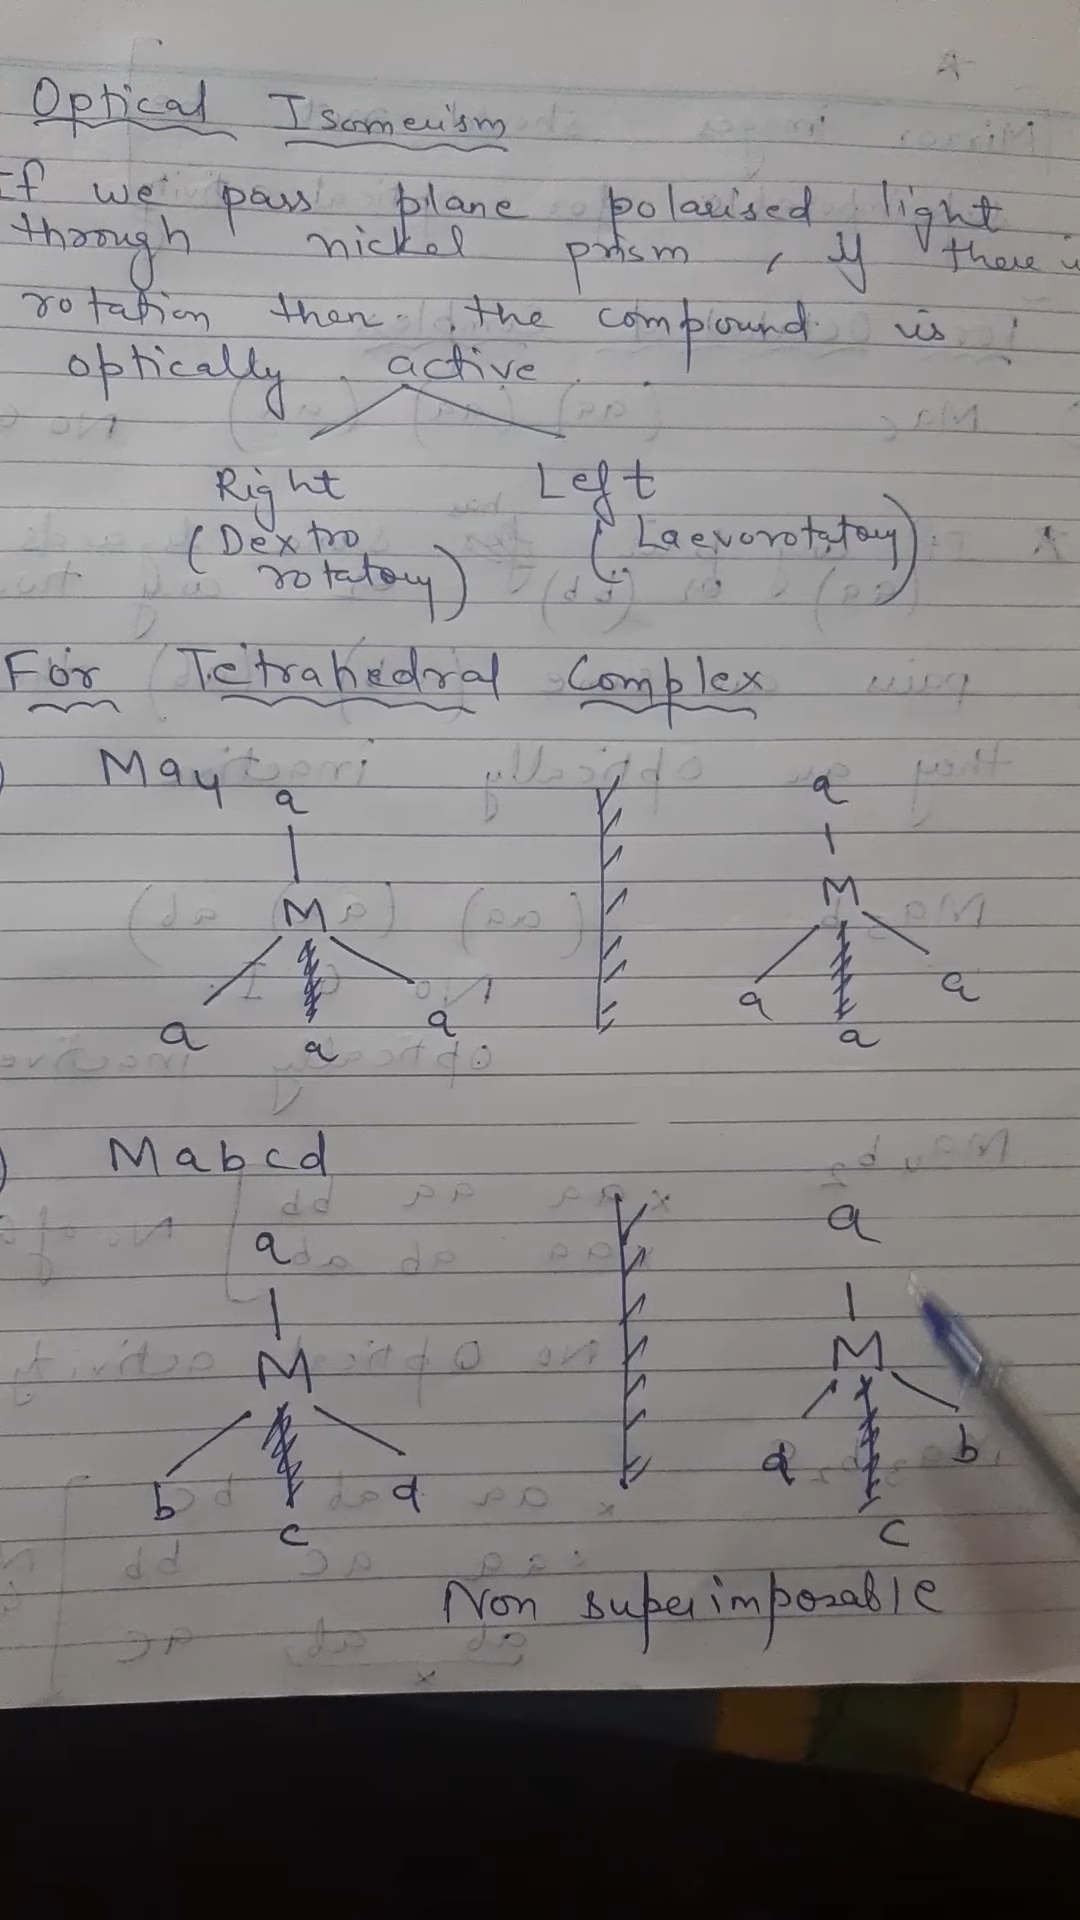 Optical Isomerism
If we pass plane polarised light
through nickel prism, if there is
rotation then the compound is
optically active.
Right Left
(Dextro rotatory) (Laevorotatory)
For Tetrahedral Complex
Ma4
a a
M M
a a a a a a
Mabcd
a a
M M
b c d d c b
Non superimposable